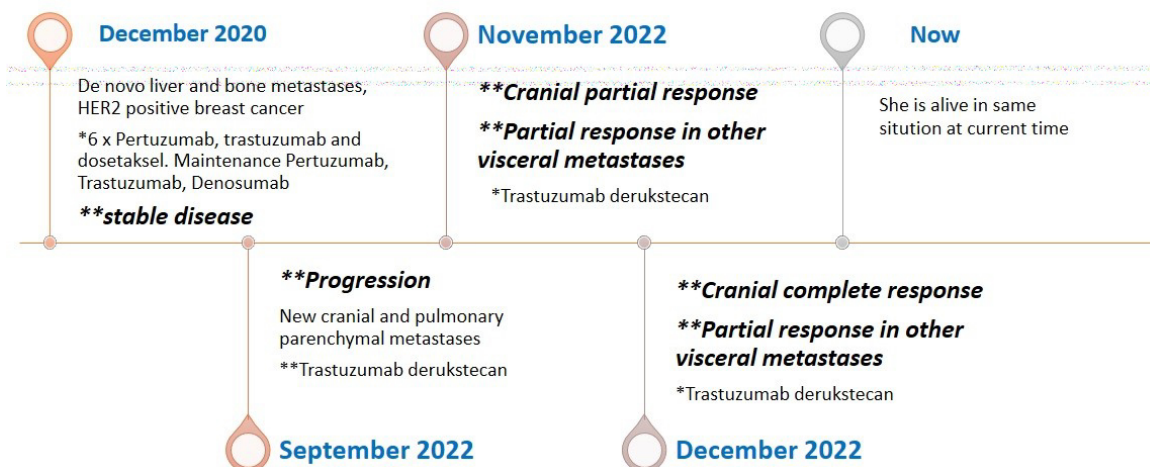 December 2020
De novo liver and bone metastases,
HER2 positive breast cancer
*6 x Pertuzumab, trastuzumab and
dosetaksel. Maintenance Pertuzumab,
Trastuzumab, Denosumab
**stable disease
September 2022
**Progression
New cranial and pulmonary
parenchymal metastases
**Trastuzumab derukstecan
November 2022
**Cranial partial response
**Partial response in other
visceral metastases
*Trastuzumab derukstecan
December 2022
**Cranial complete response
**Partial response in other
visceral metastases
*Trastuzumab derukstecan
Now
She is alive in same
sitution at current time